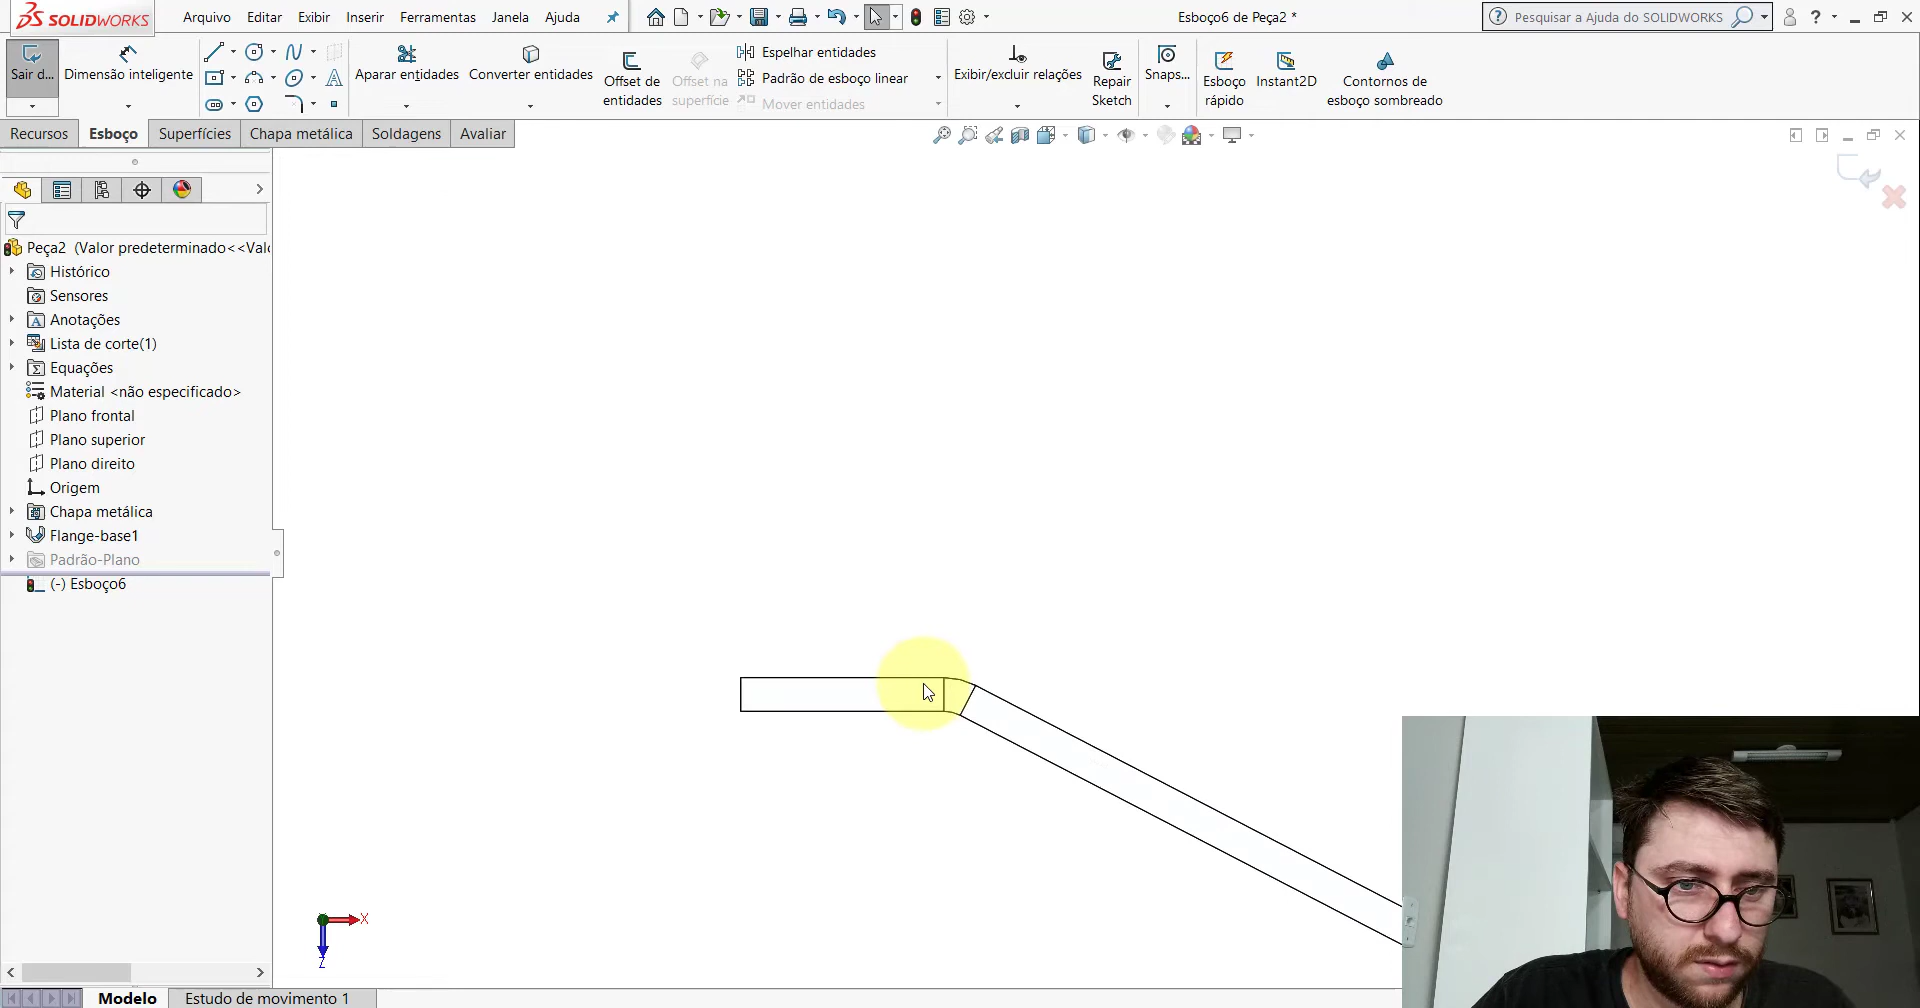 SOLIDWORKS
Arquivo Editar Exibir Inserir Ferramentas Janela Ajuda
Esboço6 de Peça2 *
Pesquisar a Ajuda do SOLIDWORKS
Sair d...
Dimensão inteligente
Aparar entidades
Converter entidades
Offset de entidades
Offset na superfície
Espelhar entidades
Padrão de esboço linear
Mover entidades
Exibir/excluir relações
Repair Sketch
Snaps...
Esboço rápido
Instant2D
Contornos de esboço sombreado
Recursos Esboço Superfícies Chapa metálica Soldagens Avaliar
Peça2 (Valor predeterminado<<Valo
Histórico
Sensores
Anotações
Lista de corte(1)
Equações
Material <não especificado>
Plano frontal
Plano superior
Plano direito
Origem
Chapa metálica
Flange-base1
Padrão-Plano
(-) Esboço6
X
Z
Modelo Estudo de movimento 1